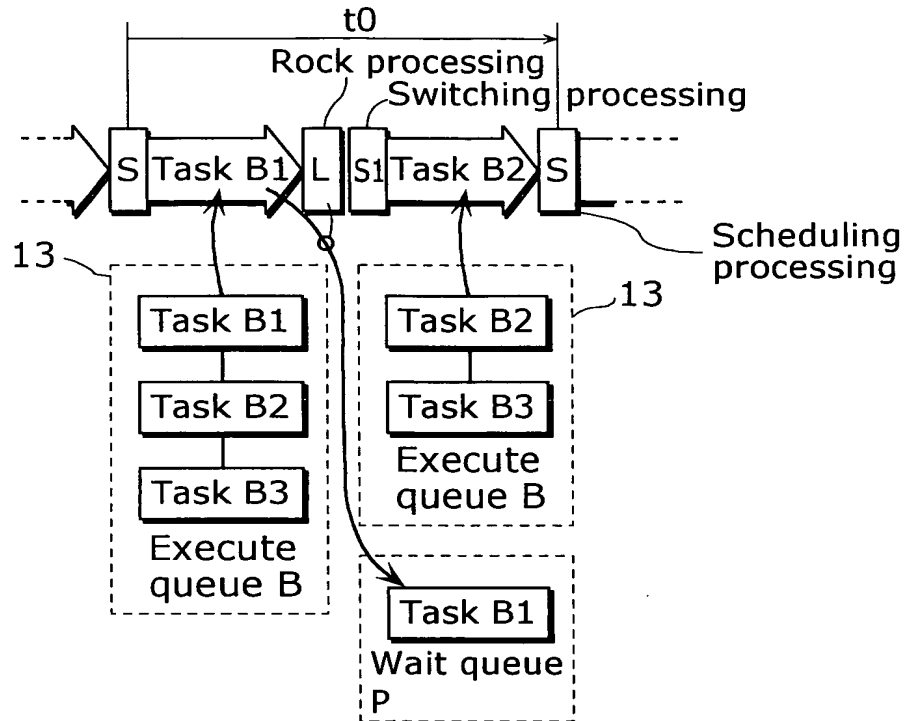 t0
Rock processing
Switching processing
S
Task B1
L
S1
Task B2
S
Scheduling
processing
13
Task B1
Task B2
Task B3
Execute
queue B
13
Task B2
Task B3
Execute
queue B
Task B1
Wait queue
P